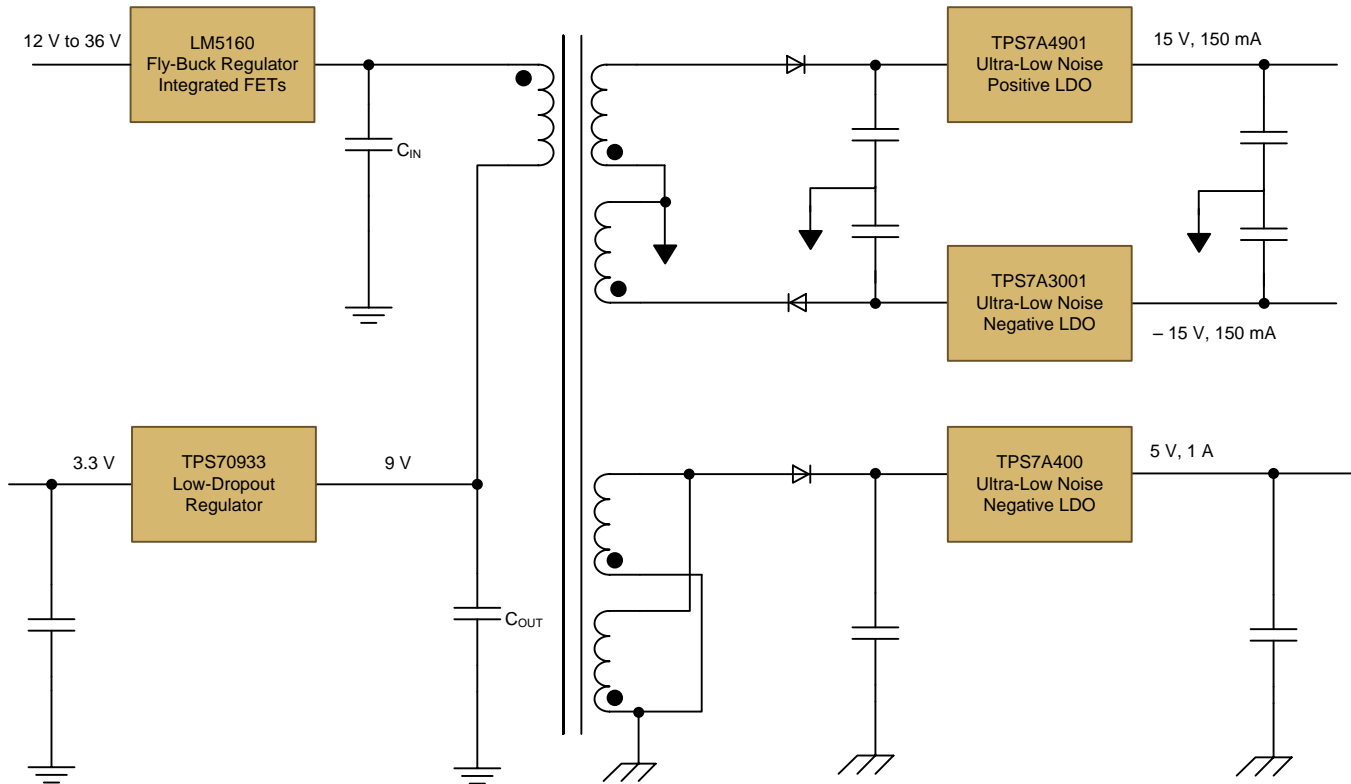 12 V to 36 V
LM5160
Fly-Buck Regulator
Integrated FETs
CIN
TPS7A4901
Ultra-Low Noise
Positive LDO
15 V, 150 mA
TPS7A3001
Ultra-Low Noise
Negative LDO
– 15 V, 150 mA
3.3 V
TPS70933
Low-Dropout
Regulator
9 V
COUT
TPS7A400
Ultra-Low Noise
Negative LDO
5 V, 1 A